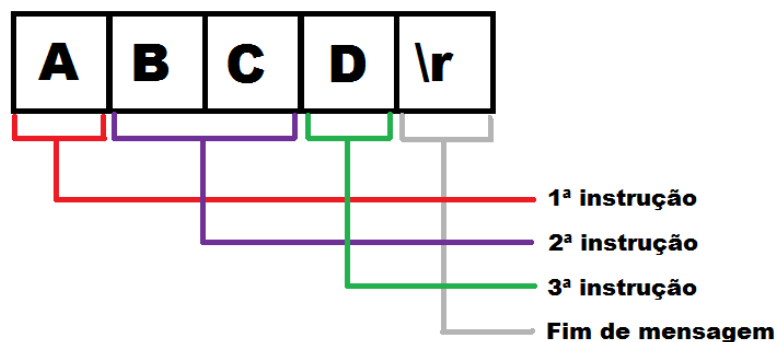 A B C D \r
1ª instrução
2ª instrução
3ª instrução
Fim de mensagem